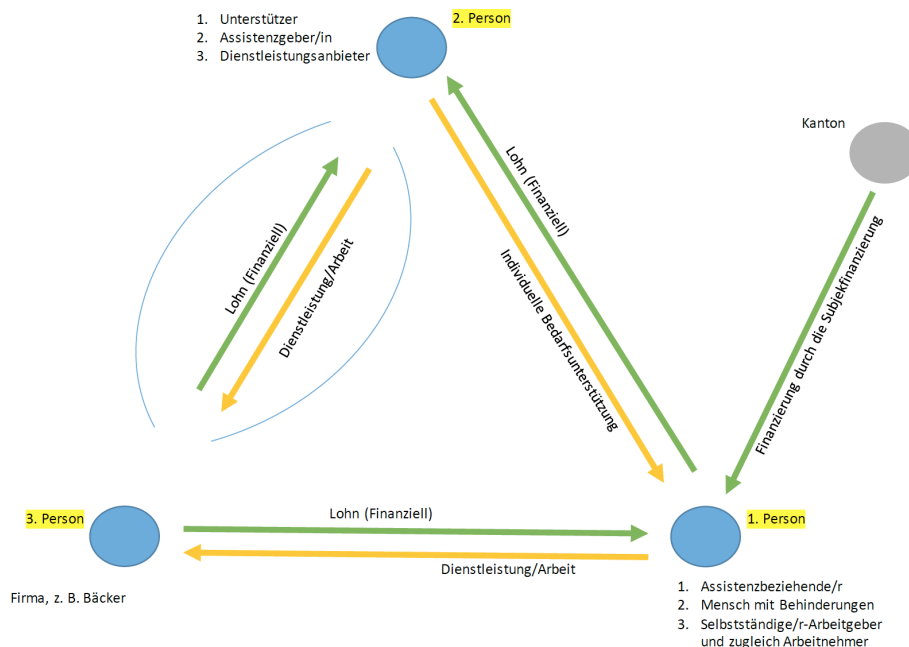 1. Unterstützer
2. Assistenzgeber/in
3. Dienstleistungsanbieter
2. Person
Kanton
Lohn (Finanziell)
Individuelle Bedarfsunterstützung
Finanzierung durch die Subjekfinanzierung
Lohn (Finanziell)
Dienstleistung/Arbeit
3. Person
Lohn (Finanziell)
1. Person
Dienstleistung/Arbeit
Firma, z. B. Bäcker
1. Assistenzbeziehende/r
2. Mensch mit Behinderungen
3. Selbstständige/r-Arbeitgeber
und zugleich Arbeitnehmer